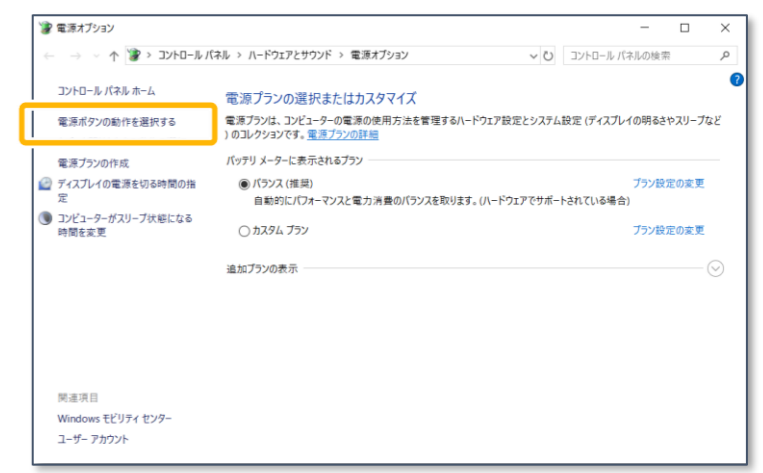 電源オプション
コントロール パネル > ハードウェアとサウンド > 電源オプション
コントロール パネルの検索
コントロール パネル ホーム
電源ボタンの動作を選択する
電源プランの作成
ディスプレイの電源を切る時間の指
定
コンピューターがスリープ状態になる
時間を変更
電源プランの選択またはカスタマイズ
電源プランは、コンピューターの電源の使用方法を管理するハードウェア設定とシステム設定 (ディスプレイの明るさやスリープなど
) のコレクションです。電源プランの詳細
バッテリ メーターに表示されるプラン
バランス (推奨) プラン設定の変更
自動的にパフォーマンスと電力消費のバランスを取ります。(ハードウェアでサポートされている場合)
カスタム プラン プラン設定の変更
追加プランの表示
関連項目
Windows モビリティ センター
ユーザー アカウント